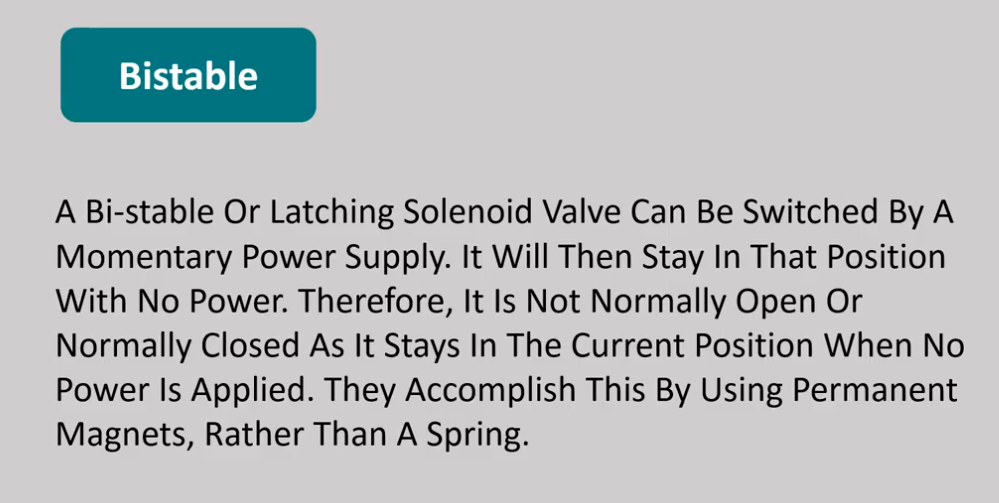 Bistable
A Bi-stable Or Latching Solenoid Valve Can Be Switched By A
Momentary Power Supply. It Will Then Stay In That Position
With No Power. Therefore, It Is Not Normally Open Or
Normally Closed As It Stays In The Current Position When No
Power Is Applied. They Accomplish This By Using Permanent
Magnets, Rather Than A Spring.